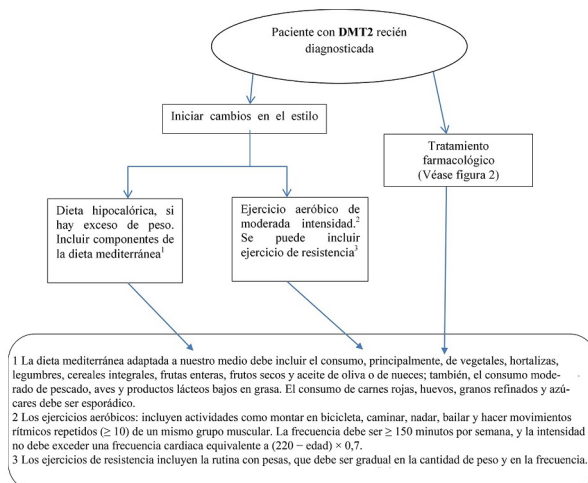 Paciente con DMT2 recién
diagnosticada
Iniciar cambios en el estilo
Tratamiento
farmacológico
(Véase figura 2)
Dieta hipocalórica, si
hay exceso de peso.
Incluir componentes de
la dieta mediterránea1
Ejercicio aeróbico de
moderada intensidad.2
Se puede incluir
ejercicio de resistencia3
1 La dieta mediterránea adaptada a nuestro medio debe incluir el consumo, principalmente, de vegetales, hortalizas,
legumbres, cereales integrales, frutas enteras, frutos secos y aceite de oliva o de nueces; también, el consumo mode-
rado de pescado, aves y productos lácteos bajos en grasa. El consumo de carnes rojas, huevos, granos refinados y azú-
cares debe ser esporádico.
2 Los ejercicios aeróbicos: incluyen actividades como montar en bicicleta, caminar, nadar, bailar y hacer movimientos
rítmicos repetidos (≥ 10) de un mismo grupo muscular. La frecuencia debe ser ≥ 150 minutos por semana, y la intensidad
no debe exceder una frecuencia cardiaca equivalente a (220 − edad) × 0,7.
3 Los ejercicios de resistencia incluyen la rutina con pesas, que debe ser gradual en la cantidad de peso y en la frecuencia.